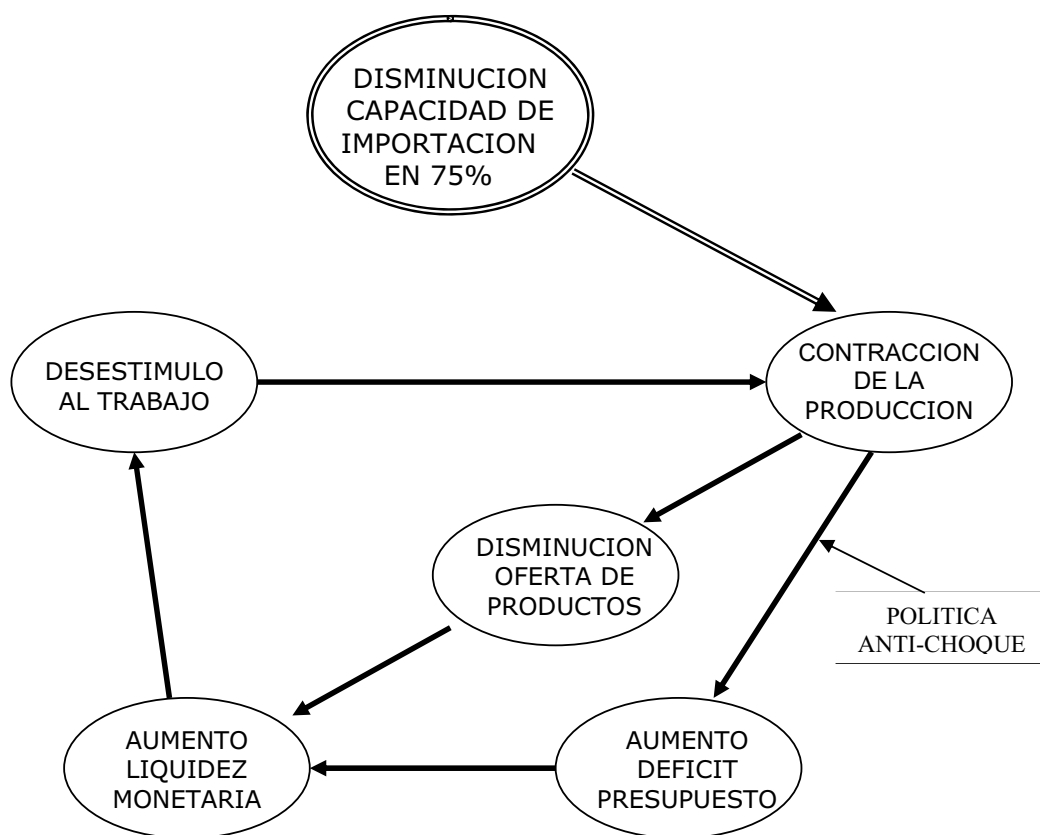 DISMINUCION
CAPACIDAD DE
IMPORTACION
EN 75%
DESESTIMULO
AL TRABAJO
CONTRACCION
DE LA
PRODUCCION
DISMINUCION
OFERTA DE
PRODUCTOS
POLITICA
ANTI-CHOQUE
AUMENTO
LIQUIDEZ
MONETARIA
AUMENTO
DEFICIT
PRESUPUESTO